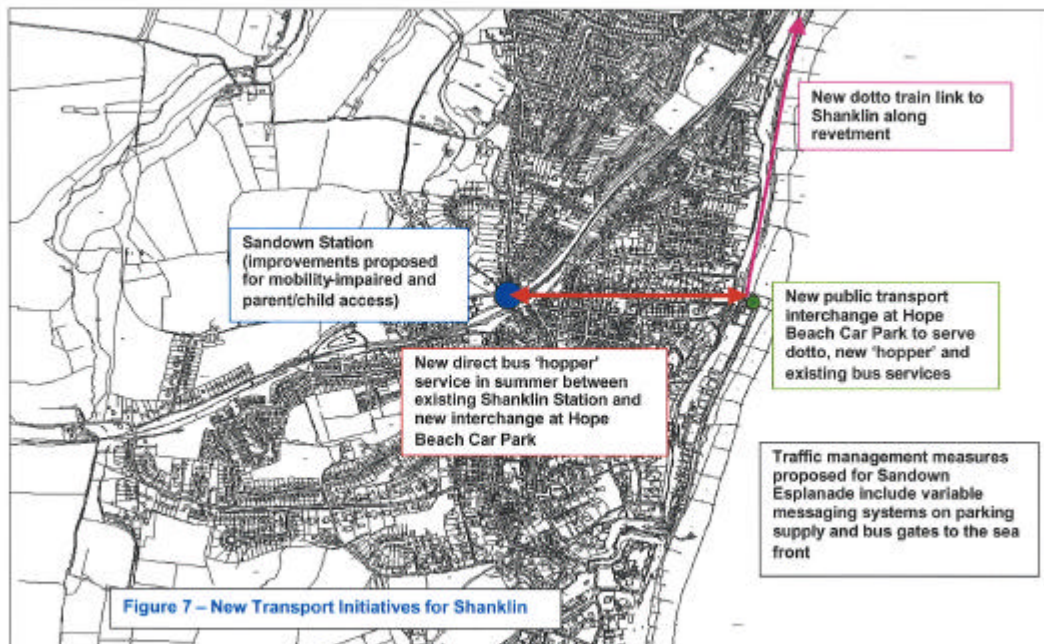 New dotto train link to
Shanklin along
revetment
Sandown Station
(improvements proposed
for mobility-impaired and
parent/child access)
New public transport
interchange at Hope
Beach Car Park to serve
dotto, new ‘hopper’ and
existing bus services
New direct bus ‘hopper’
service in summer between
existing Shanklin Station and
new interchange at Hope
Beach Car Park
Traffic management measures
proposed for Sandown
Esplanade include variable
messaging systems on parking
supply and bus gates to the sea
front
Figure 7 – New Transport Initiatives for Shanklin